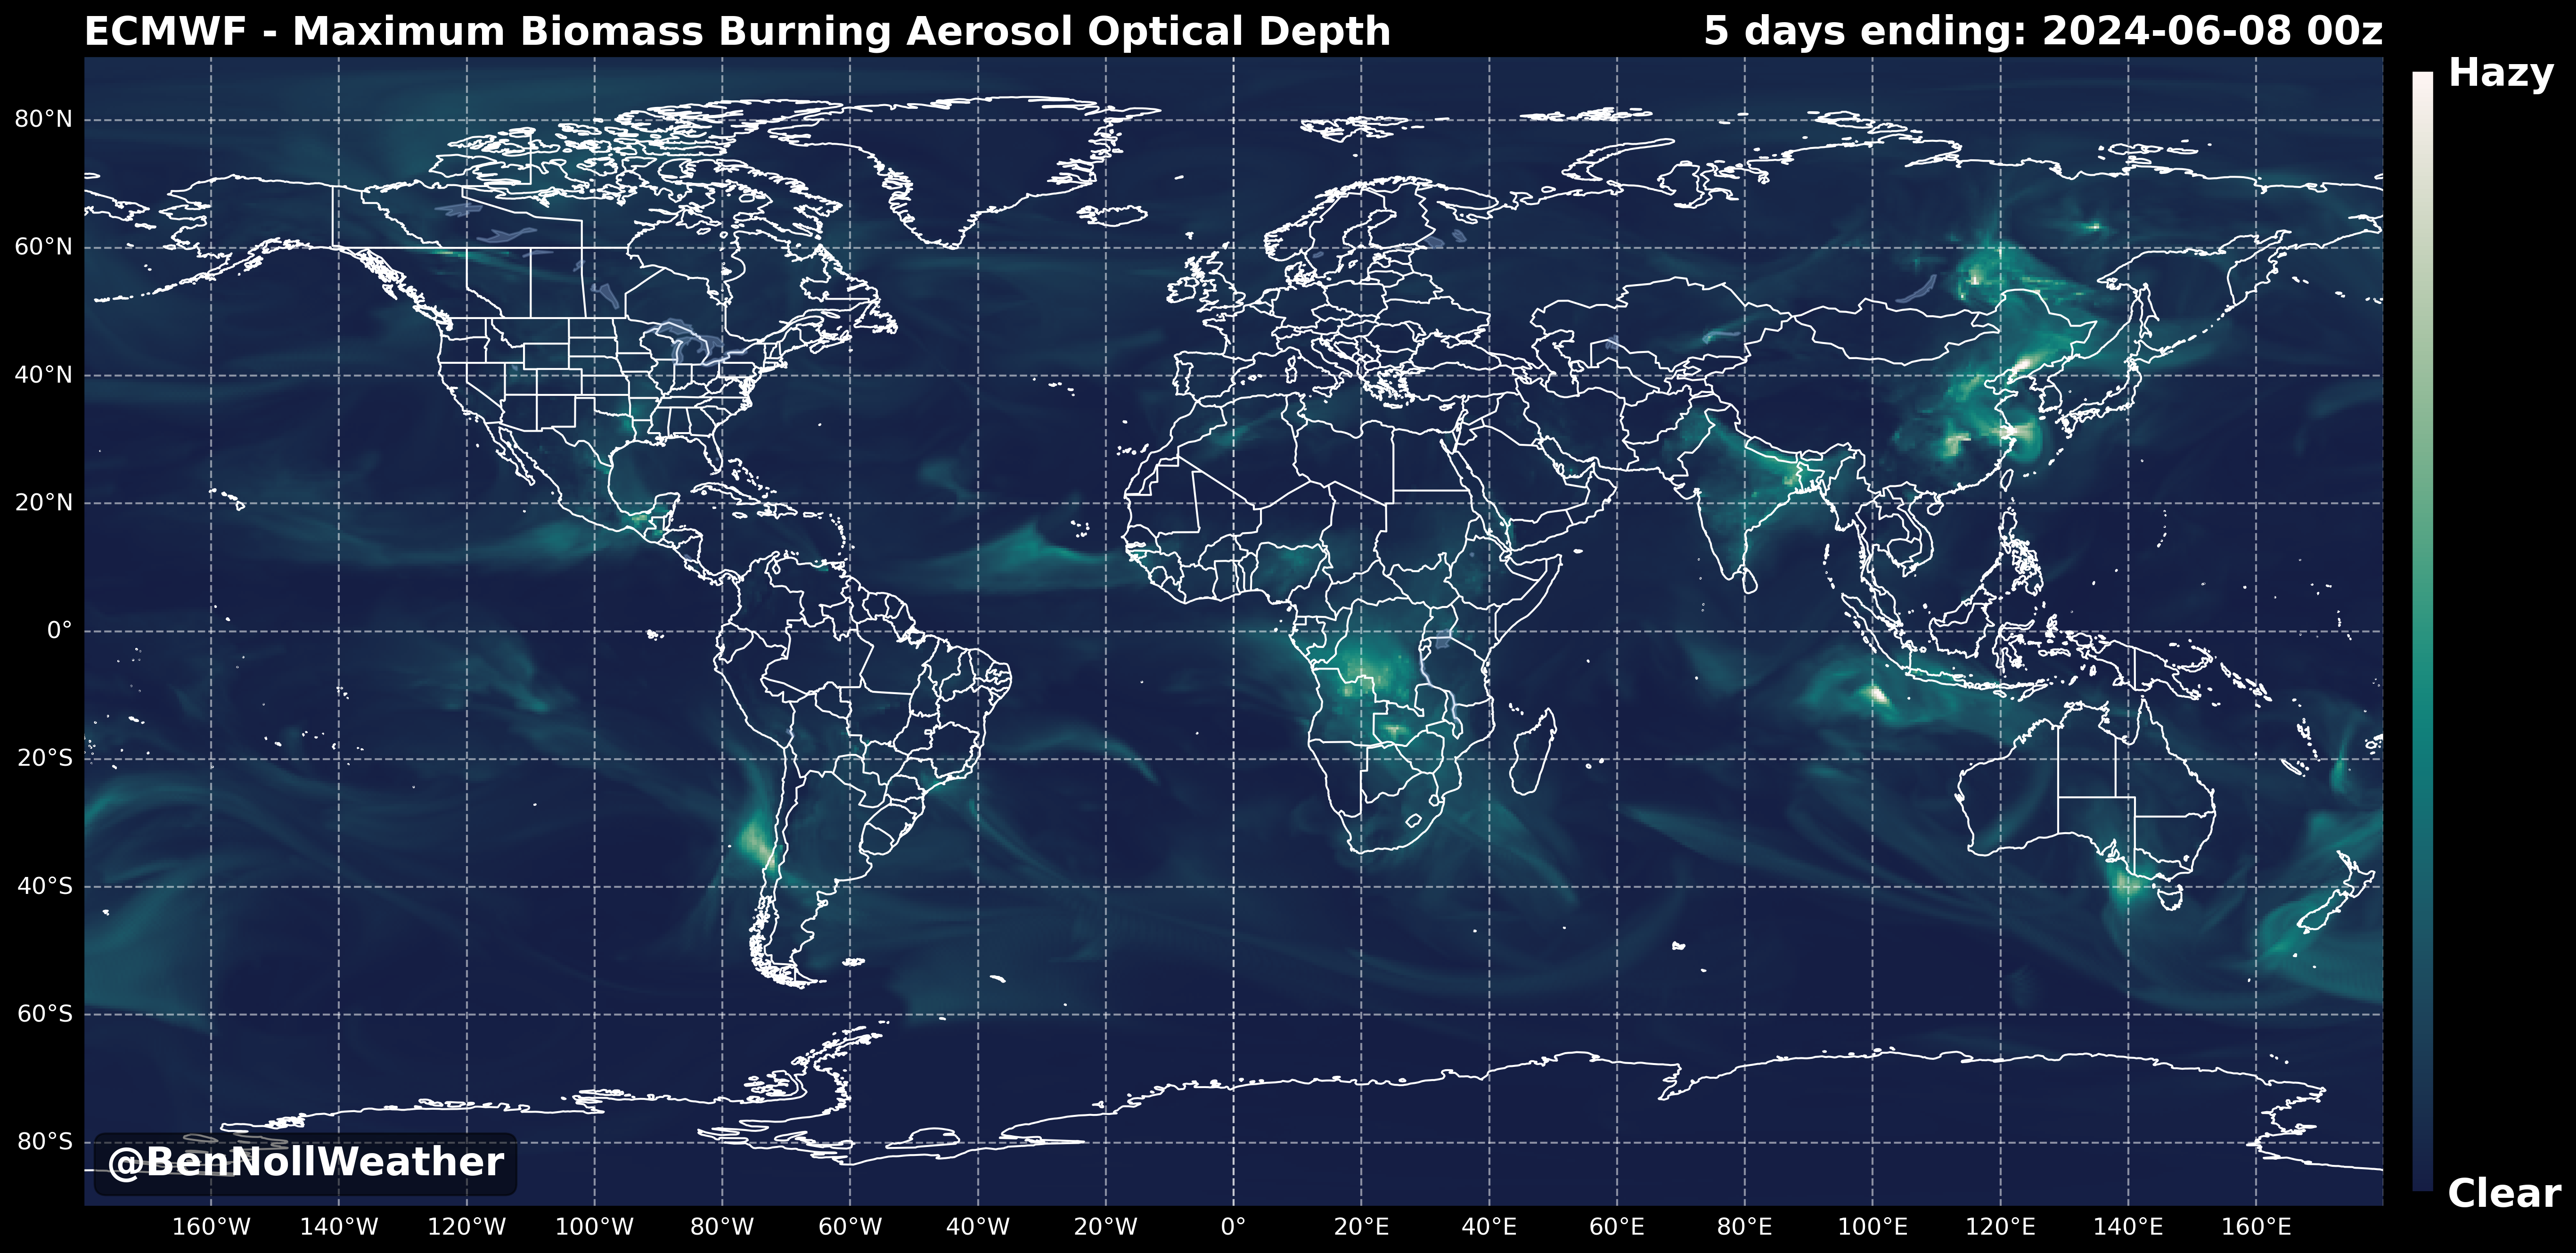 ECMWF - Maximum Biomass Burning Aerosol Optical Depth
5 days ending: 2024-06-08 00z
Hazy
80°N
60°N
40°N
20°N
0°
20°S
40°S
60°S
80°S
@BenNollWeather
Clear
160°W 140°W 120°W 100°W 80°W 60°W 40°W 20°W 0° 20°E 40°E 60°E 80°E 100°E 120°E 140°E 160°E